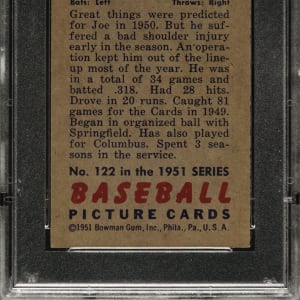 Bats: Left Throws: Right
Great things were predicted
for Joe in 1950. But he suf-
fered a bad shoulder injury
early in the season. An opera-
tion kept him out of the line-
up most of the year. He was
in a total of 34 games and
batted .318. Had 28 hits.
Drove in 20 runs. Caught 81
games for the Cards in 1949.
Began in organized ball with
Springfield. Has also played
for Columbus. Spent 3 sea-
sons in the service.
No. 122 in the 1951 SERIES
BASEBALL
PICTURE CARDS
©1951 Bowman Gum, Inc., Phila., Pa., U. S. A.